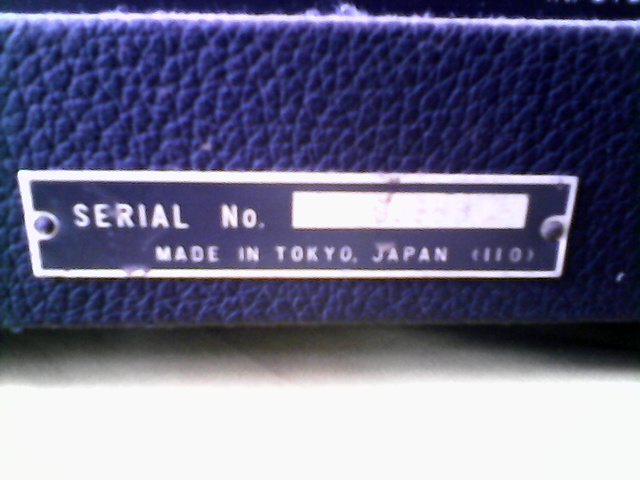 SERIAL No.
MADE IN TOKYO, JAPAN (110)